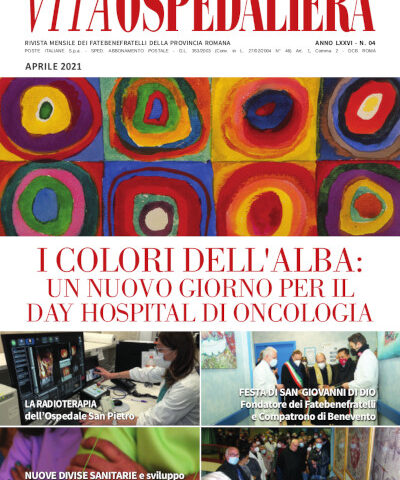 VITAOSPEDALIERA
RIVISTA MENSILE DEI FATEBENEFRATELLI DELLA PROVINCIA ROMANA
ANNO LXXVI - N. 04
POSTE ITALIANE S.p.a. - SPED. ABBONAMENTO POSTALE - D.L. 353/2003 (Conv. in L. 27/02/2004 N° 46) Art. 1, Comma 2 - DCB ROMA
APRILE 2021
I COLORI DELL'ALBA:
UN NUOVO GIORNO PER IL
DAY HOSPITAL DI ONCOLOGIA
LA RADIOTERAPIA
dell'Ospedale San Pietro
FESTA DI SAN GIOVANNI DI DIO
Fondatore dei Fatebenefratelli
e Compatrono di Benevento
NUOVE DIVISE SANITARIE e sviluppo